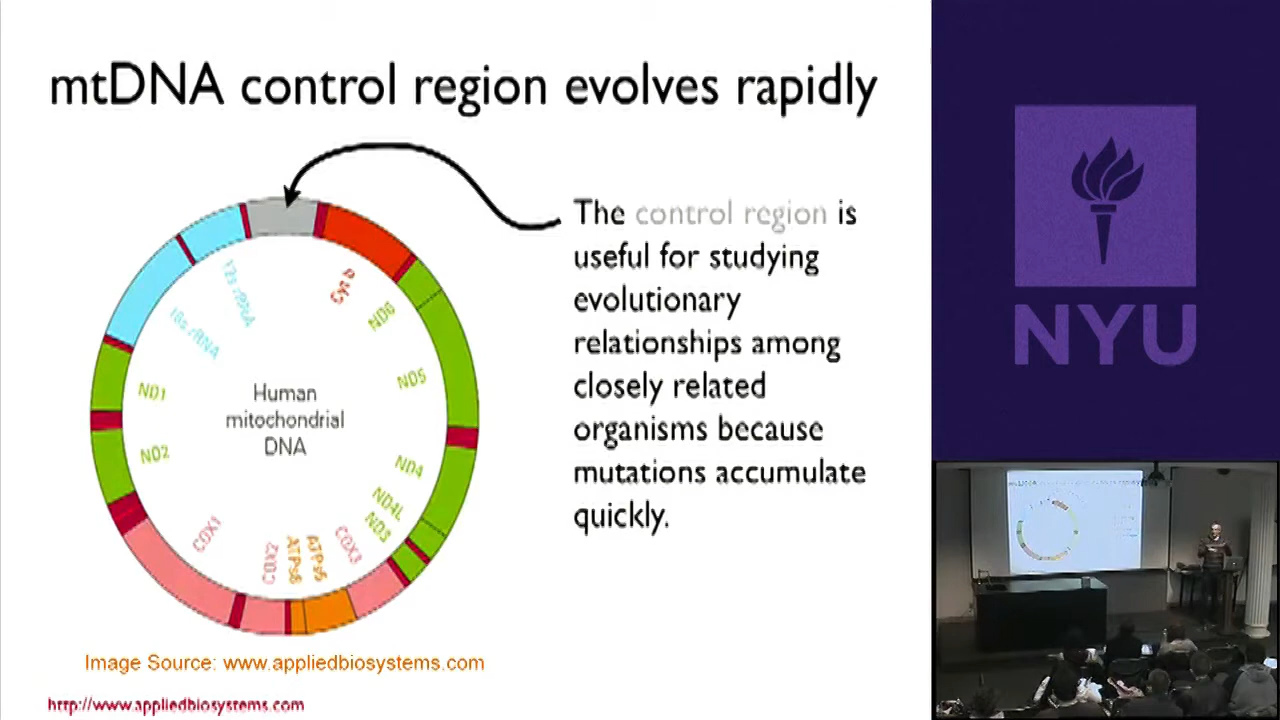 mtDNA control region evolves rapidly
The control region is
useful for studying
evolutionary
relationships among
closely related
organisms because
mutations accumulate
quickly.
12s rRNA
16s rRNA
Cyt b
ND6
ND5
ND1
ND2
ND4
ND4L
ND3
COX1
COX2
COX3
Human
mitochondrial
DNA
Image Source: www.appliedbiosystems.com
http://www.appliedbiosystems.com
NYU